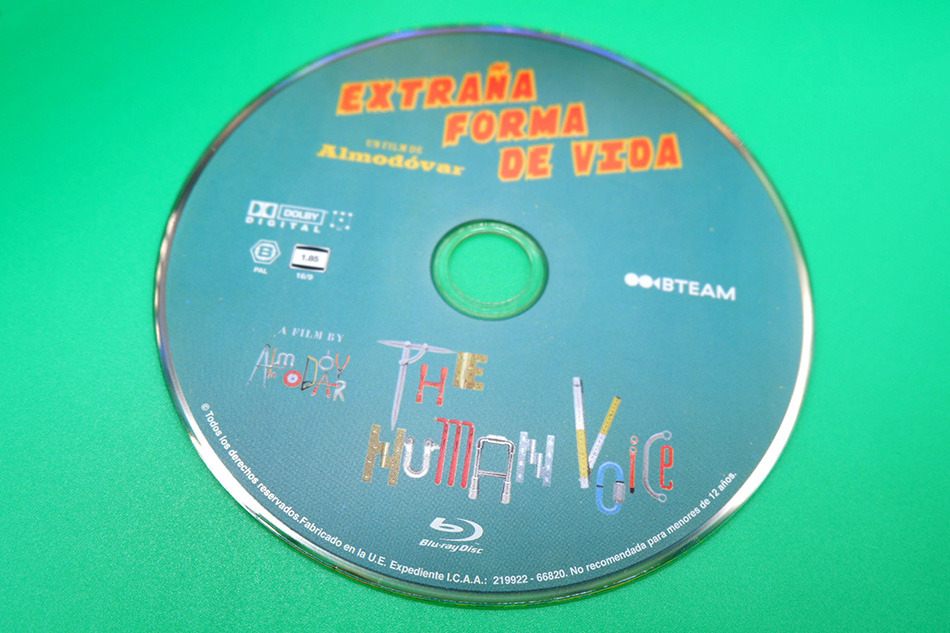 EXTRAÑA
FORMA
DE VIDA
UN FILM DE
Almodóvar
DOLBY
DIGITAL
B
PAL
1.85
16/9
BTEAM
A FILM BY
AlmoDÓVAR
THE
HUMAN VOICE
Blu-ray Disc
© Todos los derechos reservados.Fabricado en la U.E. Expediente I.C.A.A.: 219922 - 66820. No recomendada para menores de 12 años.